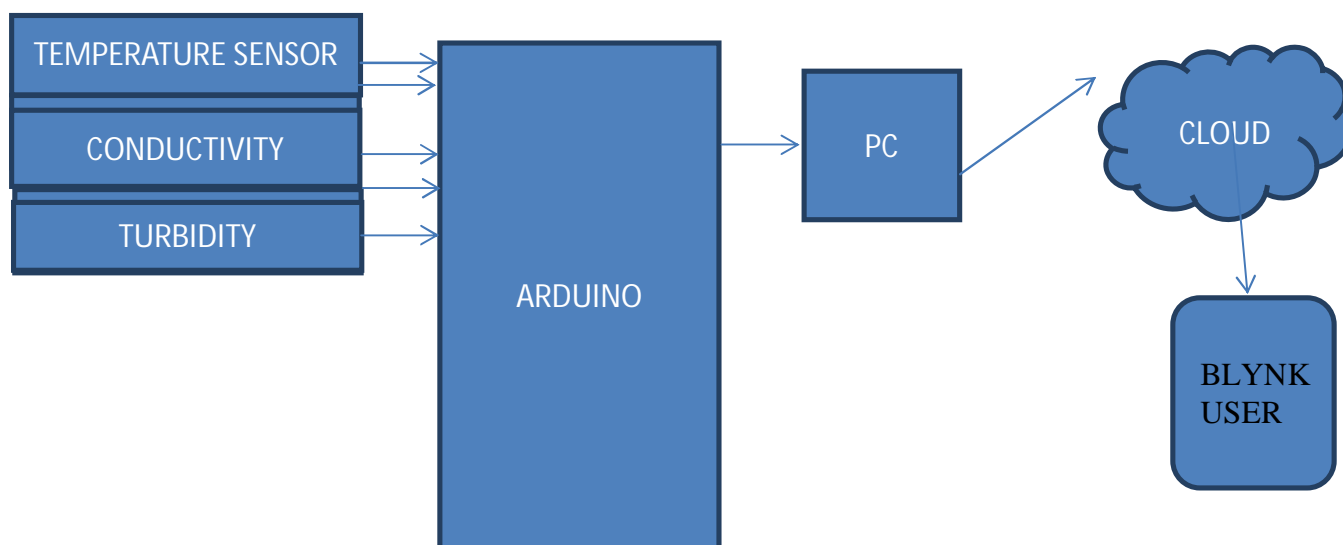 TEMPERATURE SENSOR
CONDUCTIVITY
TURBIDITY
ARDUINO
PC
CLOUD
BLYNK
USER